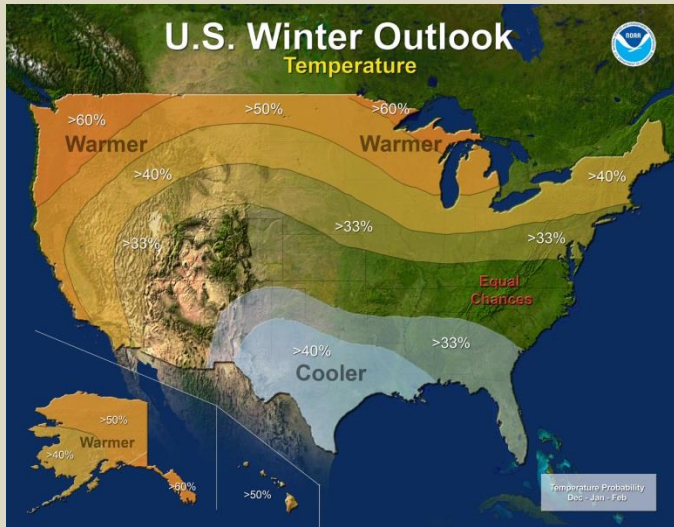 U.S. Winter Outlook
Temperature
NOAA
>60%
>50%
>60%
Warmer
Warmer
>40%
>40%
>33%
>33%
>33%
Equal
Chances
>40%
>33%
Cooler
>50%
Warmer
>40%
>60%
>50%
Temperature Probability
Dec - Jan - Feb